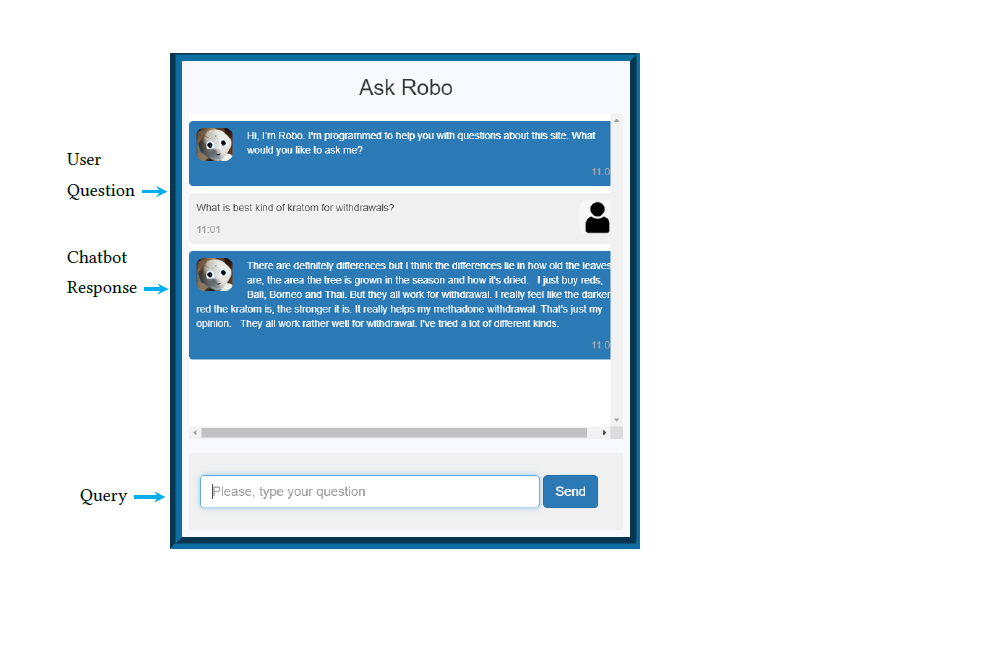 Ask Robo
Hi, I'm Robo. I'm programmed to help you with questions about this site. What
would you like to ask me?
11:0
User
Question
What is best kind of kratom for withdrawals?
11:01
Chatbot
Response
There are definitely differences but I think the differences lie in how old the leaves
are, the area the tree is grown in the season and how it's dried. I just buy reds,
Bali, Borneo and Thai. But they all work for withdrawal. I really feel like the darker
red the kratom is, the stronger it is. It really helps my methadone withdrawal. That's just my
opinion. They all work rather well for withdrawal. I've tried a lot of different kinds.
11:0
Query
Please, type your question
Send